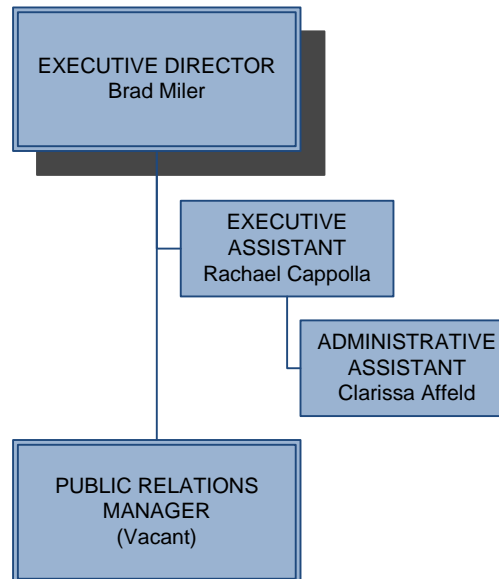 EXECUTIVE DIRECTOR
Brad Miler
EXECUTIVE
ASSISTANT
Rachael Cappolla
ADMINISTRATIVE
ASSISTANT
Clarissa Affeld
PUBLIC RELATIONS
MANAGER
(Vacant)